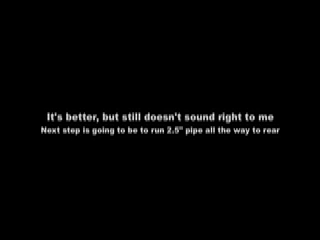 It's better, but still doesn't sound right to me
Next step is going to be to run 2.5" pipe all the way to rear